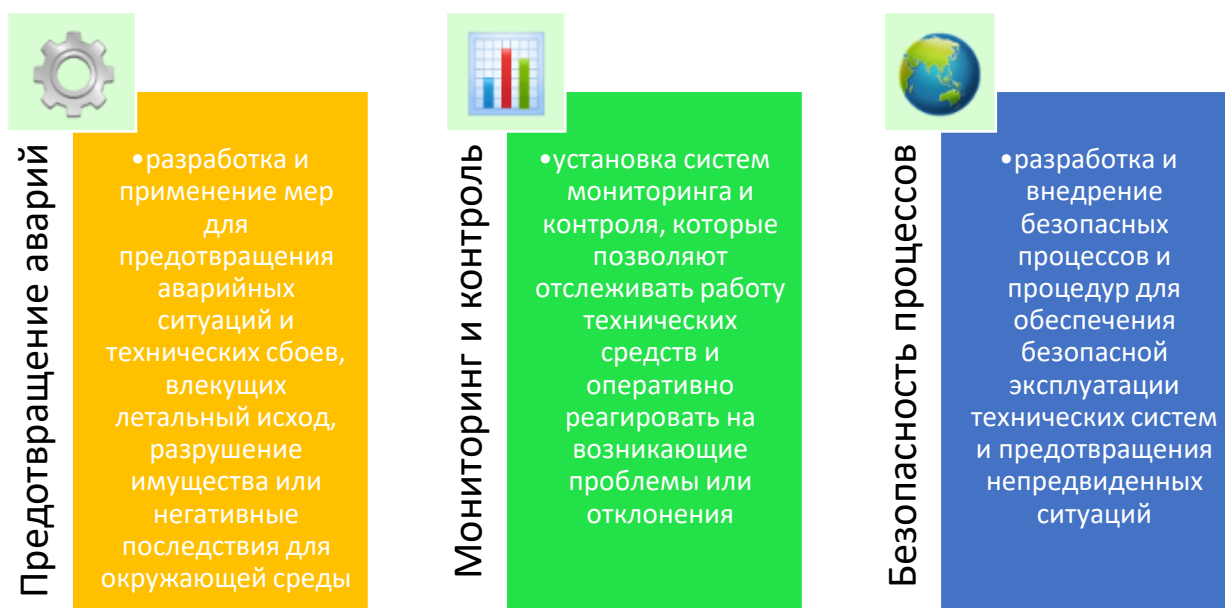 Предотвращение аварий
•разработка и
применение мер
для
предотвращения
аварийных
ситуаций и
технических сбоев,
влекущих
летальный исход,
разрушение
имущества или
негативные
последствия для
окружающей среды
Мониторинг и контроль
•установка систем
мониторинга и
контроля, которые
позволяют
отслеживать работу
технических
средств и
оперативно
реагировать на
возникающие
проблемы или
отклонения
Безопасность процессов
•разработка и
внедрение
безопасных
процессов и
процедур для
обеспечения
безопасной
эксплуатации
технических систем
и предотвращения
непредвиденных
ситуаций